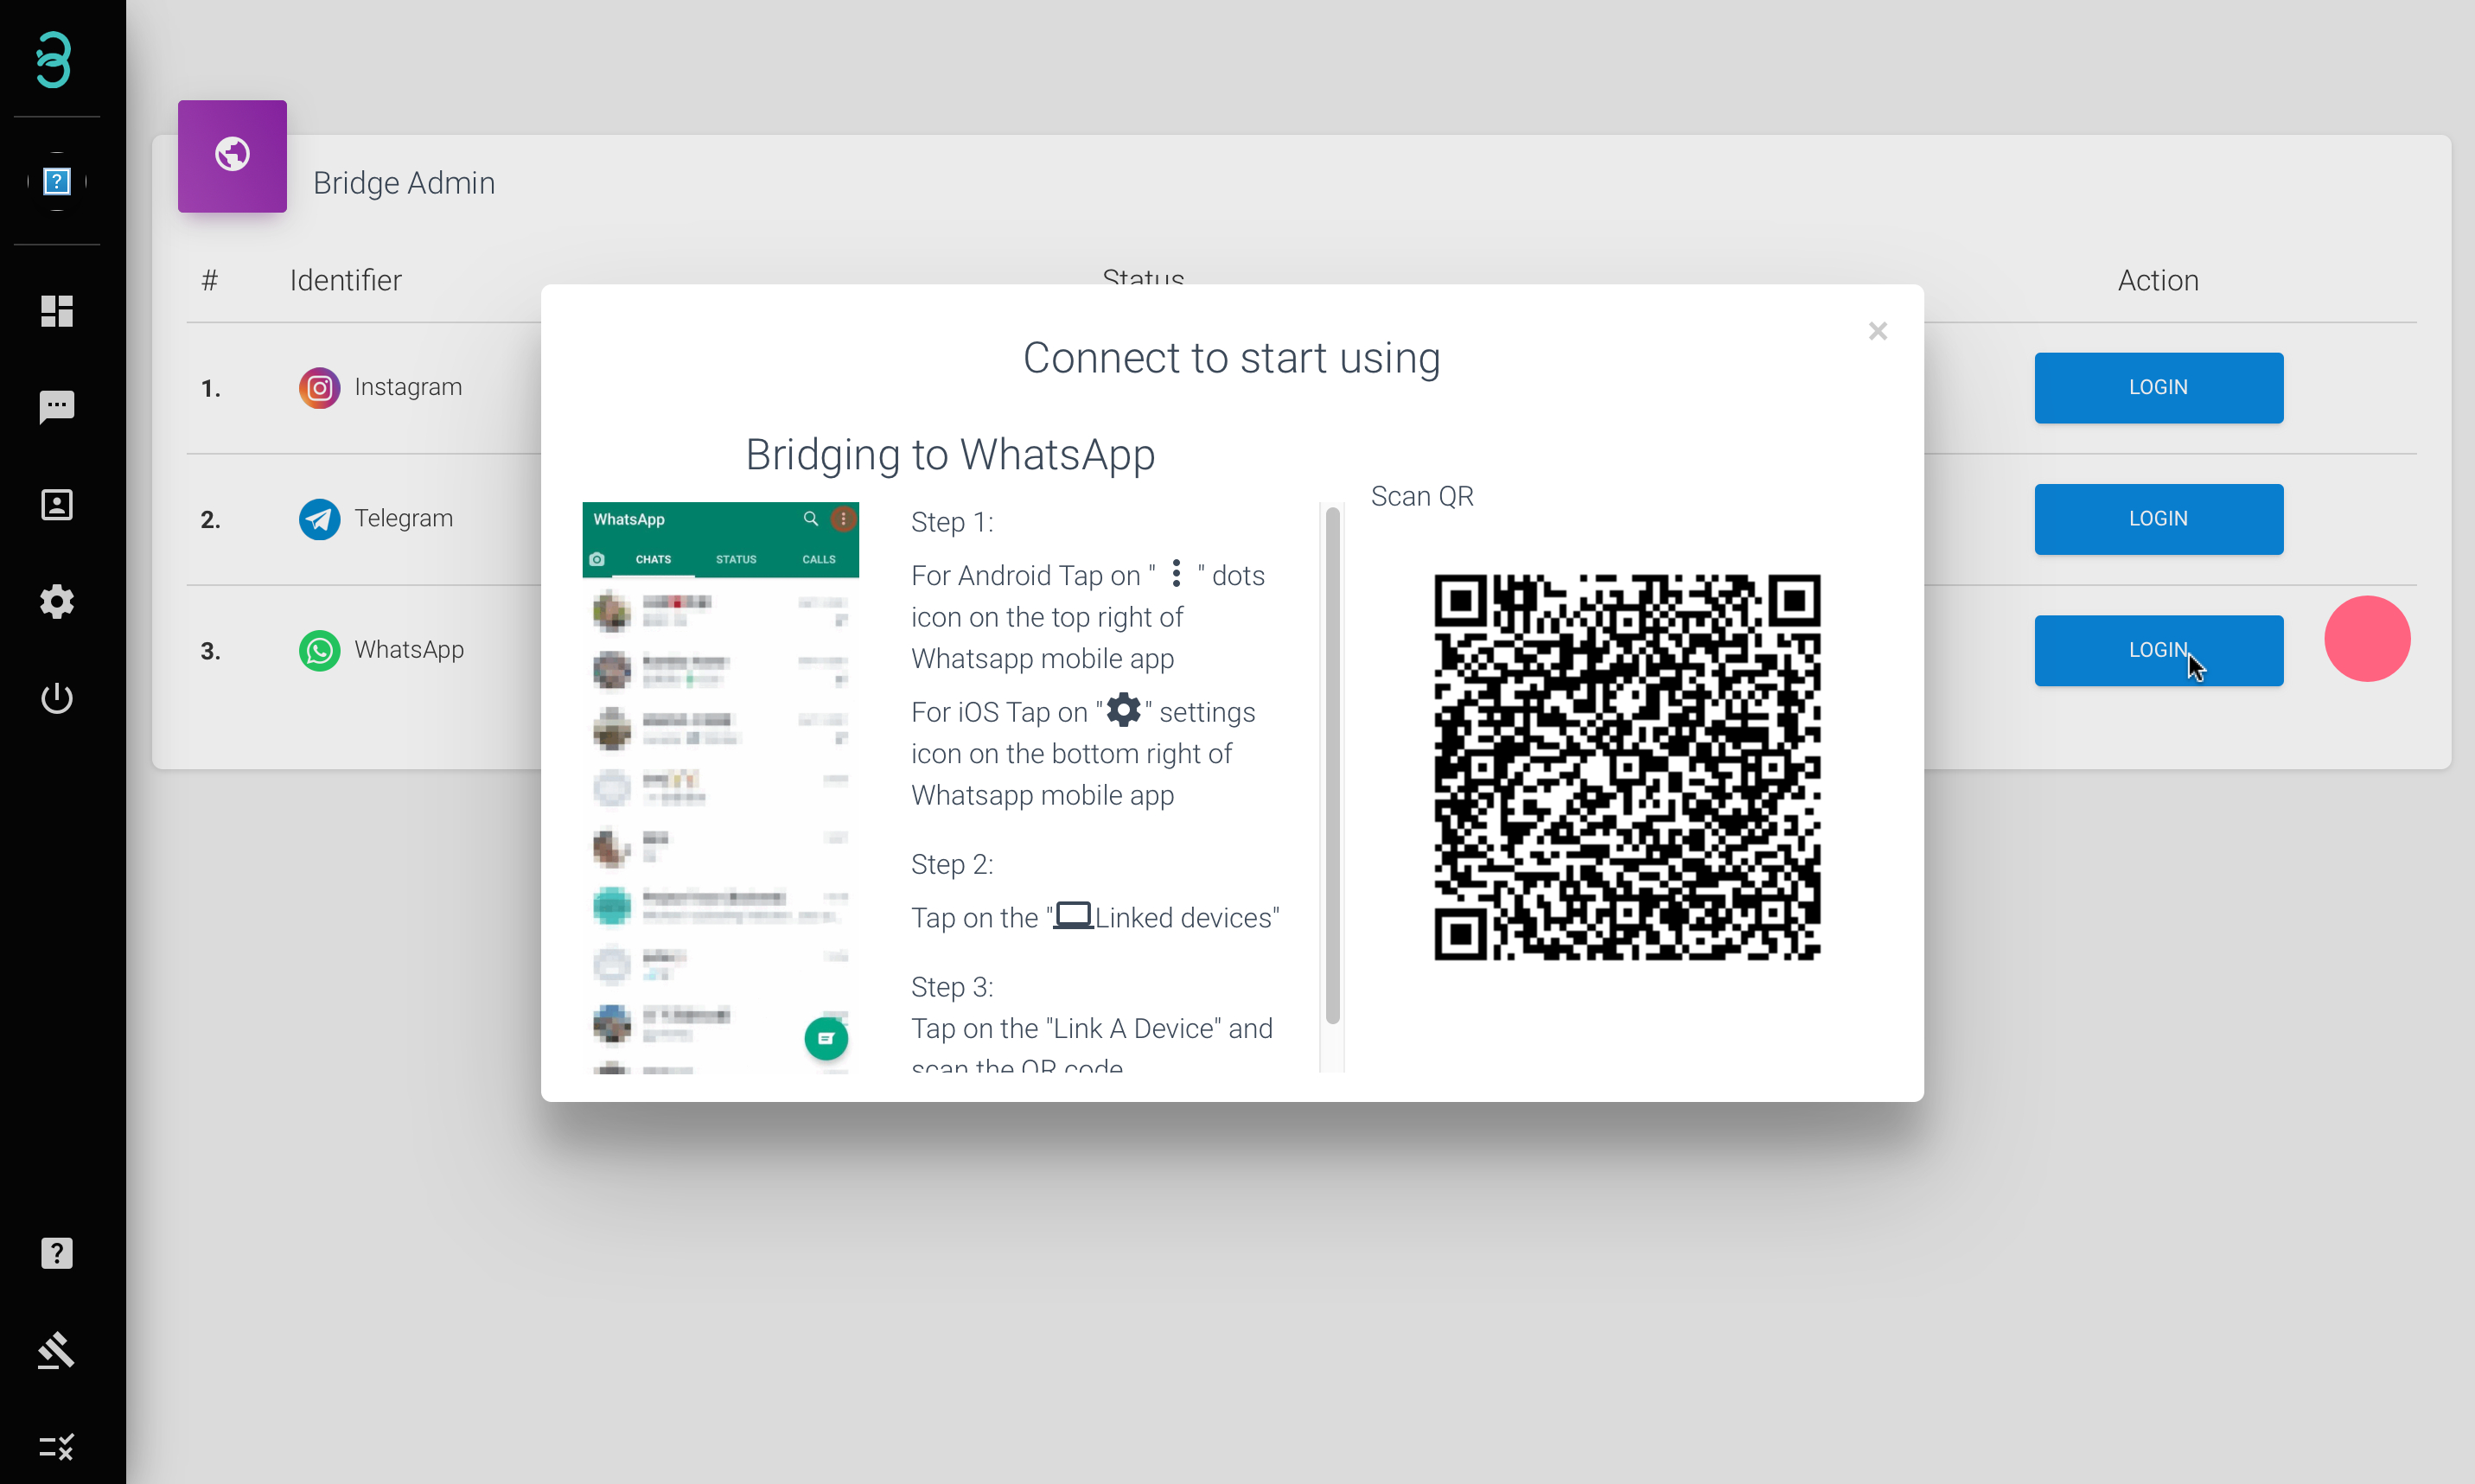 Bridge Admin
# Identifier Status Action
1. Instagram LOGIN
2. Telegram LOGIN
3. WhatsApp LOGIN
×
Connect to start using
Bridging to WhatsApp
WhatsApp
CHATS STATUS CALLS
Step 1:
For Android Tap on " ⋮ " dots
icon on the top right of
Whatsapp mobile app
For iOS Tap on "⚙" settings
icon on the bottom right of
Whatsapp mobile app
Step 2:
Tap on the "Linked devices"
Step 3:
Tap on the "Link A Device" and
scan the QR code
Scan QR